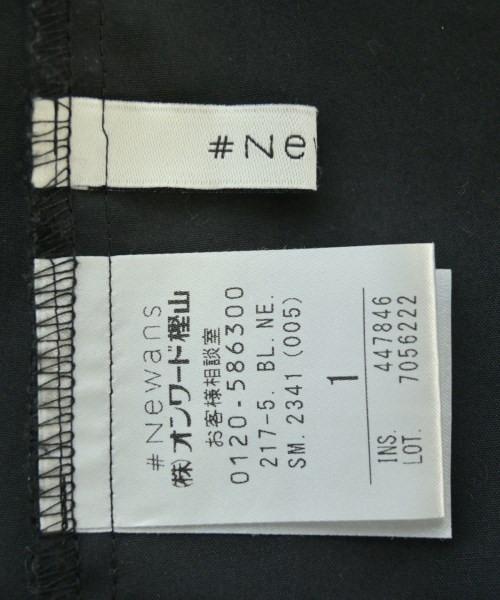 #Ne
#Newans
(株)オンワード樫山
お客様相談室
0120-586300
217-5. BL.NE.
SM. 2341 (005)
1
INS. 447846
LOT. 7056222